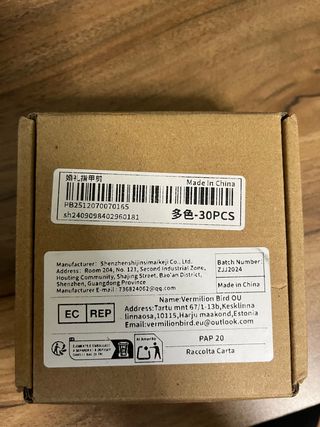 婚礼指甲剪
Made In China
PB2512070070165
sh2409098402960181
多色-30PCS
Manufacturer: Shenzhenshijinsimaikeji Co., Ltd.
Address: Room 204, No. 121, Second Industrial Zone,
Houting Community, Shajing Street, Bao'an District,
Shenzhen, Guangdong Province
Manufacturer Email: 736824062@qq.com
Batch Number:
ZJJ2024
Made in China
EC REP
Name:Vermilion Bird OU
Address:Tartu mnt 67/1-13b,Kesklinna
linnaosa,10115,Harju maakond,Estonia
Email:vermilionbird.eu@outlook.com
PAP 20
Raccolta Carta